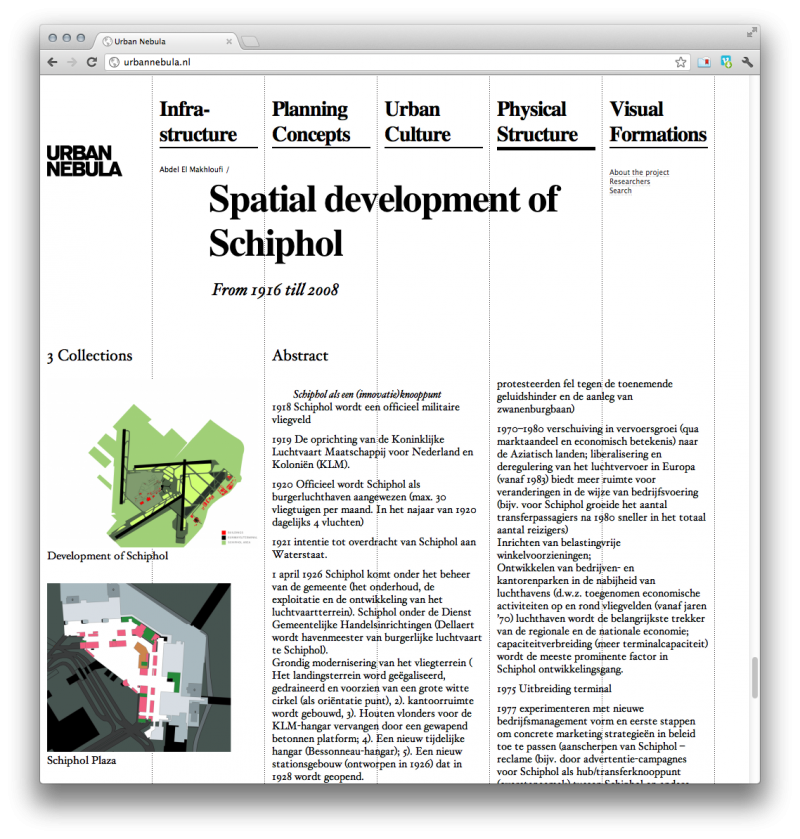 Urban Nebula
urbannebula.nl
Infra-
structure
Planning
Concepts
Urban
Culture
Physical
Structure
Visual
Formations
URBAN
NEBULA
Abdel El Makhloufi /
About the project
Researchers
Search
Spatial development of
Schiphol
From 1916 till 2008
3 Collections
Development of Schiphol
Schiphol Plaza
Abstract
Schiphol als een (innovatie)knooppunt
1918 Schiphol wordt een officieel militaire
vliegveld
1919 De oprichting van de Koninklijke
Luchtvaart Maatschappij voor Nederland en
Koloniën (KLM).
1920 Officieel wordt Schiphol als
burgerluchthaven aangewezen (max. 30
vliegtuigen per maand. In het najaar van 1920
dagelijks 4 vluchten)
1921 intentie tot overdracht van Schiphol aan
Waterstaat.
1 april 1926 Schiphol komt onder het beheer
van de gemeente (het onderhoud, de
exploitatie en de ontwikkeling van het
luchtvaartterrein). Schiphol onder de Dienst
Gemeentelijke Handelsinrichtingen (Dellaert
wordt havenmeester van burgerlijke luchtvaart
te Schiphol).
Grondig modernisering van het vliegterrein (
Het landingsterrein word geëgaliseerd,
gedraineerd en voorzien van een grote witte
cirkel (als oriëntatie punt), 2). kantoorruimte
wordt gebouwd, 3). Houten vlonders voor de
KLM-hangar vervangen door een gewapend
betonnen platform; 4). Een nieuw tijdelijke
hangar (Bessonneau-hangar); 5). Een nieuw
stationsgebouw (ontworpen in 1926) dat in
1928 wordt geopend.
protesteerden fel tegen de toenemende
geluidshinder en de aanleg van
zwanenburgbaan)
1970–1980 verschuiving in vervoersgroei (qua
marktaandeel en economisch betekenis) naar
de Aziatisch landen; liberalisering en
deregulering van het luchtvervoer in Europa
(vanaf 1983) biedt meer ruimte voor
veranderingen in de wijze van bedrijfsvoering
(bijv. voor Schiphol groeide het aantal
transferpassagiers na 1980 sneller in het totaal
aantal reizigers)
Inrichten van belastingvrije
winkelvoorzieningen;
Ontwikkelen van bedrijven- en
kantorenparken in de nabijheid van
luchthavens (d.w.z. toegenomen economische
activiteiten op en rond vliegvelden (vanaf jaren
’70) luchthaven wordt de belangrijkste trekker
van de regionale en de nationale economie;
capaciteitverbreiding (meer terminalcapaciteit)
wordt de meeste prominente factor in
Schiphol ontwikkelingsgang.
1975 Uitbreiding terminal
1977 experimenteren met nieuwe
bedrijfsmanagement vorm en eerste stappen
om concrete marketing strategieën in beleid
toe te passen (aanscherpen van Schiphol –
reclame (bijv. door advertentie-campagnes
voor Schiphol als hub/transferknooppunt